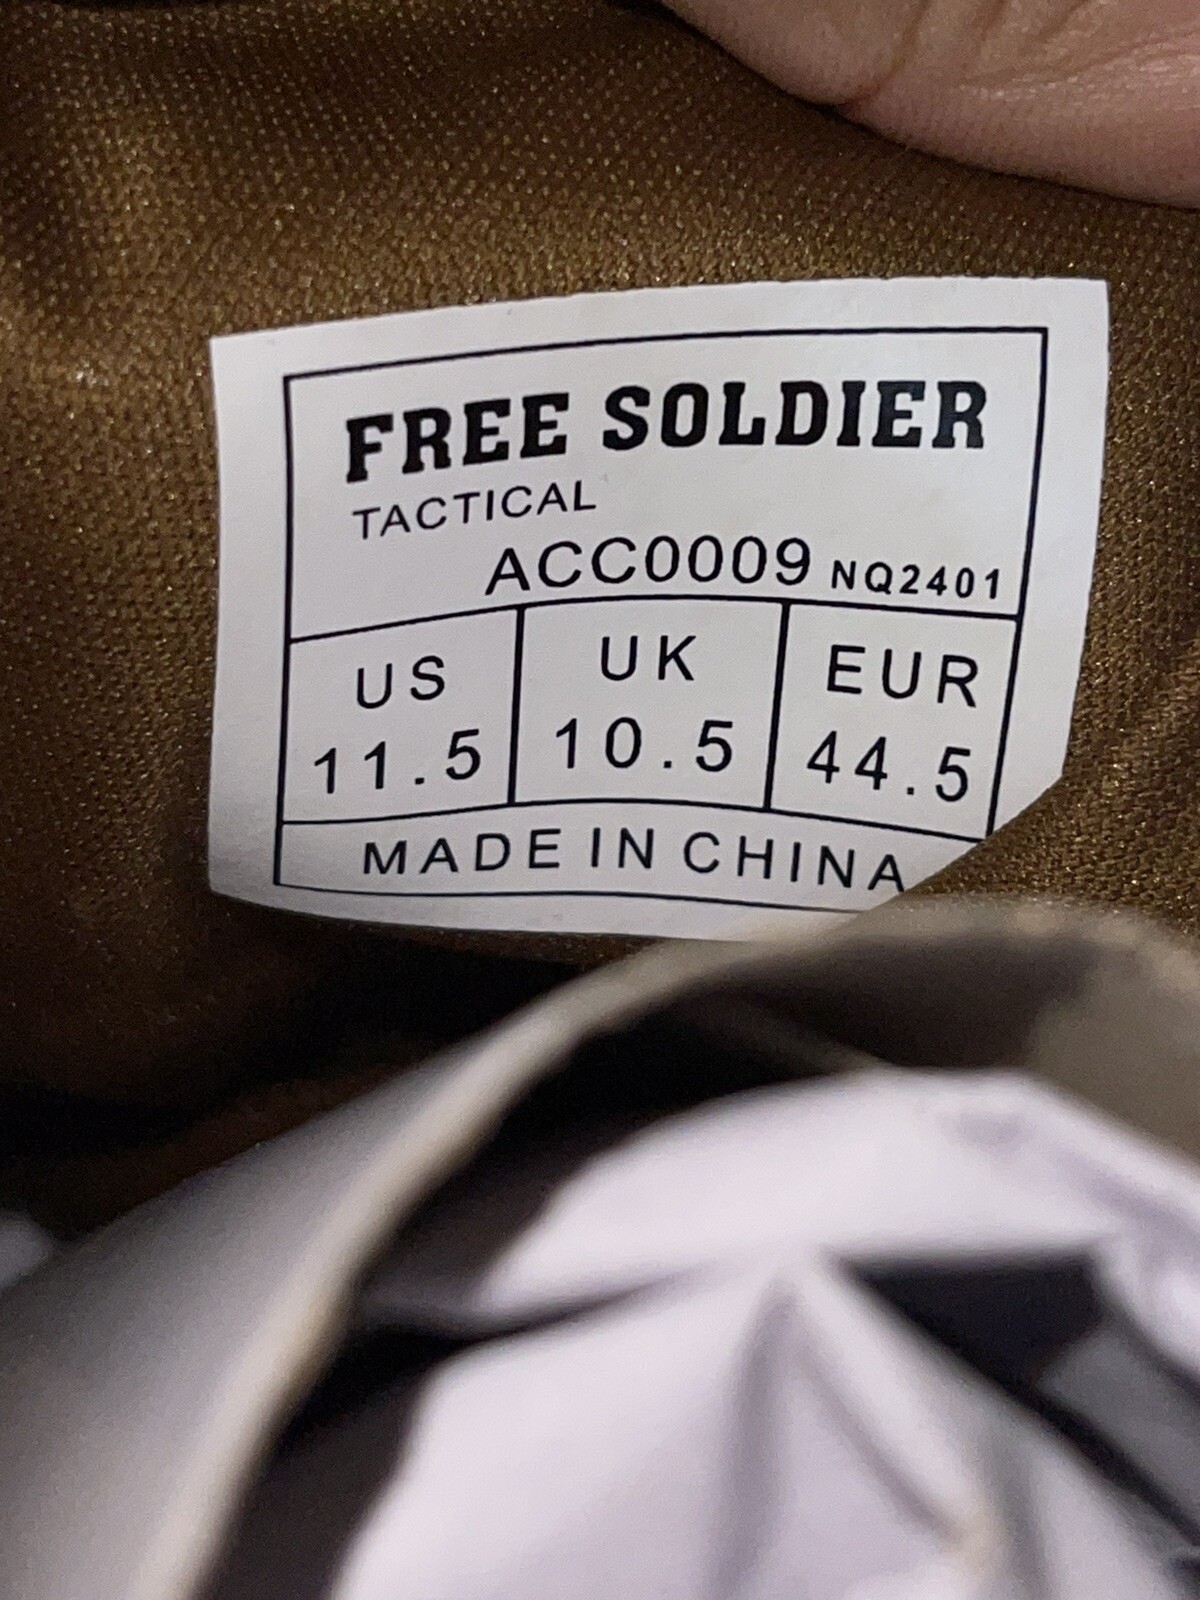 FREE SOLDIER
TACTICAL
ACC0009 NQ2401
US UK EUR
11.5 10.5 44.5
MADE IN CHINA